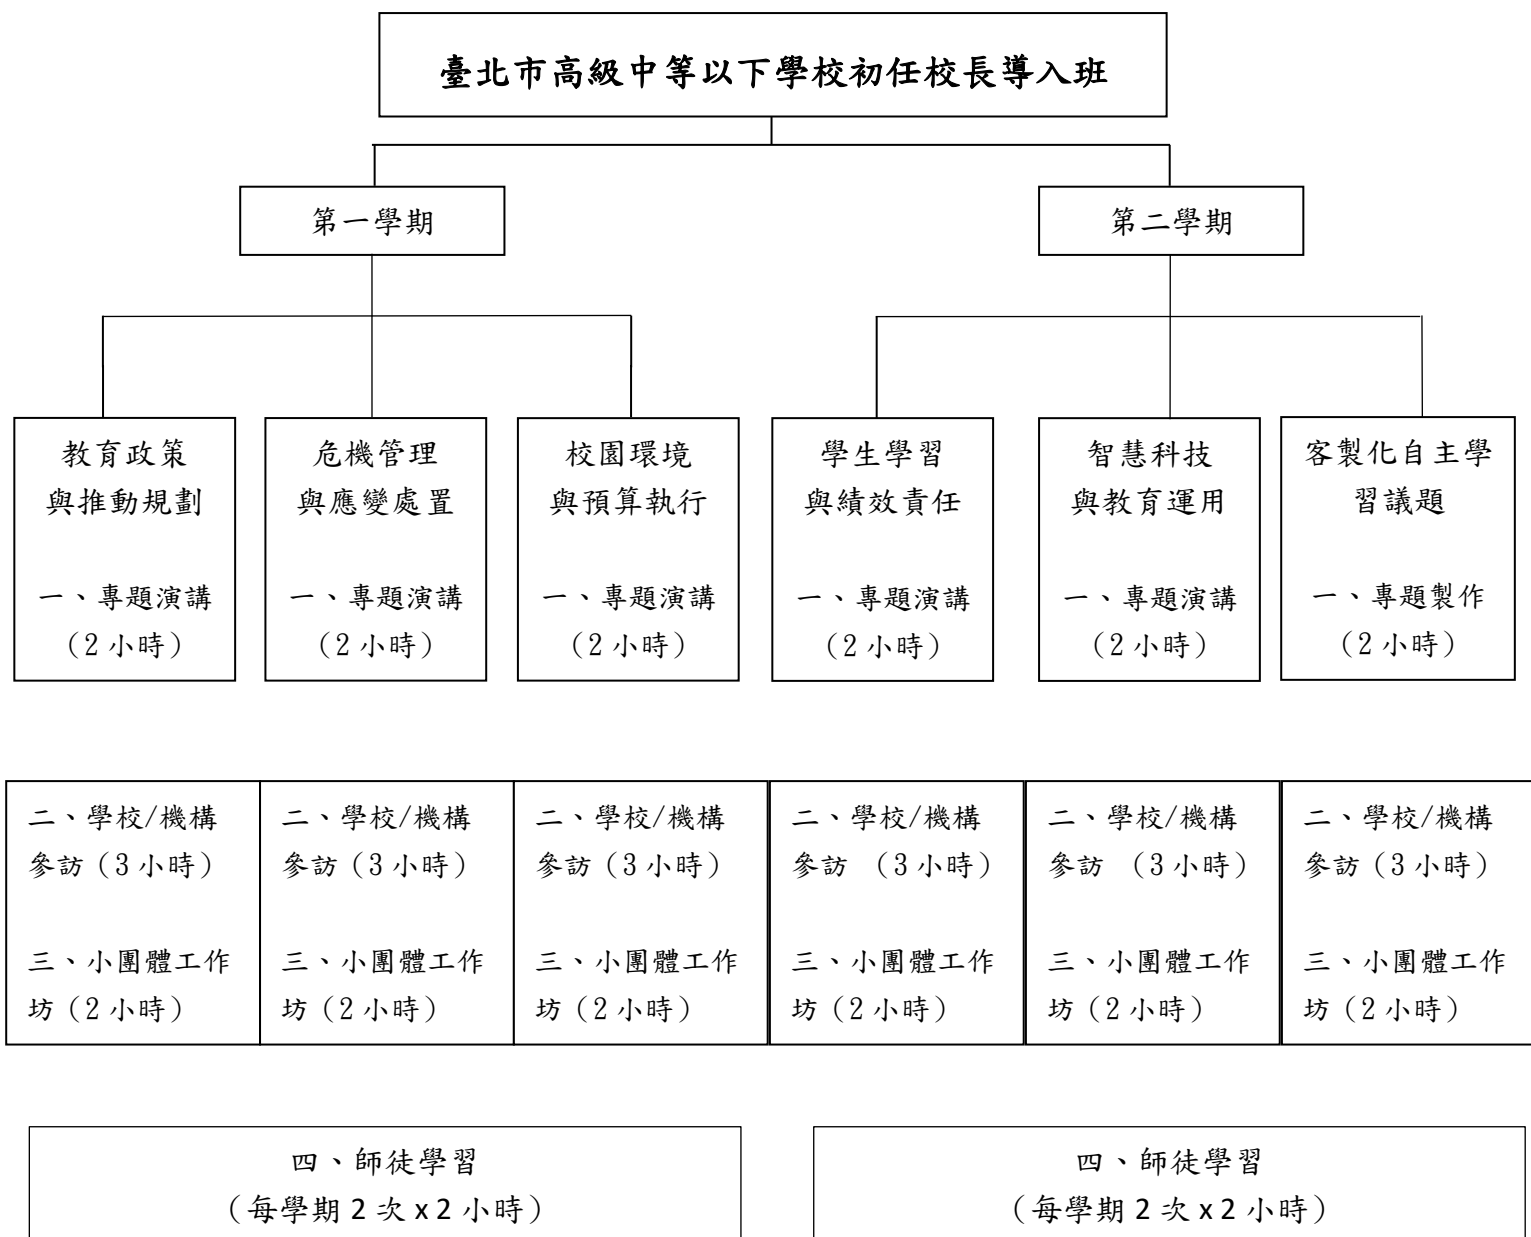 臺北市高級中等以下學校初任校長導入班
第一學期
第二學期
教育政策
與推動規劃
一、專題演講
（2 小時）
危機管理
與應變處置
一、專題演講
（2 小時）
校園環境
與預算執行
一、專題演講
（2 小時）
學生學習
與績效責任
一、專題演講
（2 小時）
智慧科技
與教育運用
一、專題演講
（2 小時）
客製化自主學
習議題
一、專題製作
（2 小時）
二、學校/機構
參訪（3 小時）
三、小團體工作
坊（2 小時）
二、學校/機構
參訪（3 小時）
三、小團體工作
坊（2 小時）
二、學校/機構
參訪（3 小時）
三、小團體工作
坊（2 小時）
二、學校/機構
參訪 （3 小時）
三、小團體工作
坊（2 小時）
二、學校/機構
參訪 （3 小時）
三、小團體工作
坊（2 小時）
二、學校/機構
參訪（3 小時）
三、小團體工作
坊（2 小時）
四、師徒學習
（每學期 2 次 x 2 小時）
四、師徒學習
（每學期 2 次 x 2 小時）